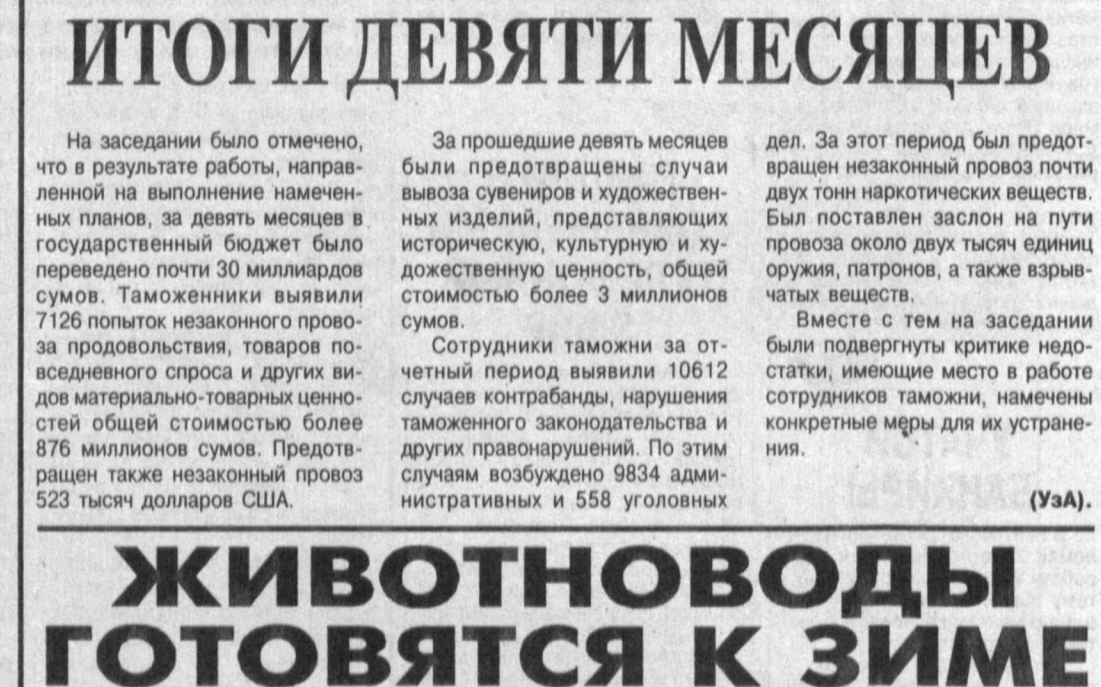 ИТОГИ ДЕВЯТИ МЕСЯЦЕВ
На заседании было отмечено,
что в результате работы, направ-
ленной на выполнение намечен-
ных планов, за девять месяцев в
государственный бюджет было
переведено почти 30 миллиардов
сумов. Таможенники выявили
7126 попыток незаконного прово-
за продовольствия, товаров по-
вседневного спроса и других ви-
дов материально-товарных ценно-
стей общей стоимостью более
876 миллионов сумов. Предотв-
ращен также незаконный провоз
523 тысяч долларов США.
За прошедшие девять месяцев
были предотвращены случаи
вывоза сувениров и художествен-
ных изделий, представляющих
историческую, культурную и ху-
дожественную ценность, общей
стоимостью более 3 миллионов
сумов.
Сотрудники таможни за от-
четный период выявили 10612
случаев контрабанды, нарушения
таможенного законодательства и
других правонарушений. По этим
случаям возбуждено 9834 адми-
нистративных и 558 уголовных
дел. За этот период был предот-
вращен незаконный провоз почти
двух тонн наркотических веществ.
Был поставлен заслон на пути
провоза около двух тысяч единиц
оружия, патронов, а также взрыв-
чатых веществ.
Вместе с тем на заседании
были подвергнуты критике недо-
статки, имеющие место в работе
сотрудников таможни, намечены
конкретные меры для их устране-
ния.
(УзА).
ЖИВОТНОВОДЫ
ГОТОВЯТСЯ К ЗИМЕ